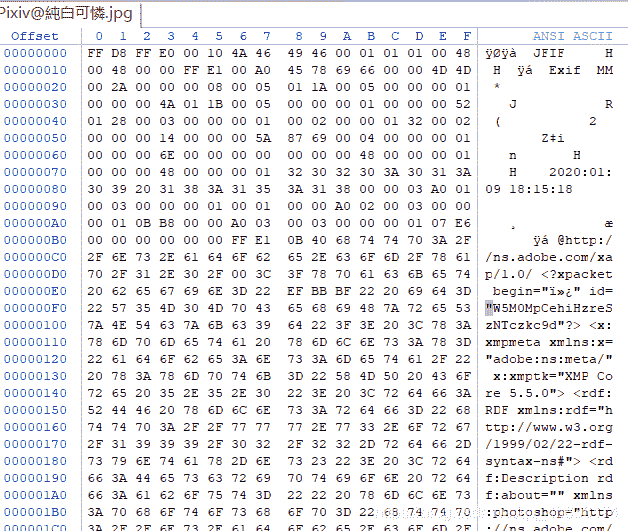 Pixiv@純白可憐.jpg
Offset 0 1 2 3 4 5 6 7 8 9 A B C D E F ANSI ASCII
00000000 FF D8 FF E0 00 10 4A 46 49 46 00 01 01 01 00 48 ÿØÿà JFIF H
00000010 00 48 00 00 FF E1 00 A0 45 78 69 66 00 00 4D 4D H ÿá Exif MM
00000020 00 2A 00 00 00 08 00 05 01 1A 00 05 00 00 00 01 *
00000030 00 00 00 4A 01 1B 00 05 00 00 00 01 00 00 00 52 J R
00000040 01 28 00 03 00 00 00 01 00 02 00 00 01 32 00 02 ( 2
00000050 00 00 00 14 00 00 00 5A 87 69 00 04 00 00 00 01 Z‡i
00000060 00 00 00 6E 00 00 00 00 00 00 00 48 00 00 00 01 n H
00000070 00 00 00 48 00 00 00 01 32 30 32 30 3A 30 31 3A H 2020:01:
00000080 30 39 20 31 38 3A 31 35 3A 31 38 00 00 03 A0 01 09 18:15:18
00000090 00 03 00 00 00 01 00 01 00 00 A0 02 00 03 00 00
000000A0 00 01 0B B8 00 00 A0 03 00 03 00 00 00 01 07 E6 ¸ æ
000000B0 00 00 00 00 00 00 FF E1 0B 40 68 74 74 70 3A 2F ÿá @http:/
000000C0 2F 6E 73 2E 61 64 6F 62 65 2E 63 6F 6D 2F 78 61 /ns.adobe.com/xa
000000D0 70 2F 31 2E 30 2F 00 3C 3F 78 70 61 63 6B 65 74 p/1.0/ <?xpacket
000000E0 20 62 65 67 69 6E 3D 22 EF BB BF 22 20 69 64 3D begin="ï»¿" id=
000000F0 22 57 35 4D 30 4D 70 43 65 68 69 48 7A 72 65 53 "W5M0MpCehiHzreS
00000100 7A 4E 54 63 7A 6B 63 39 64 22 3F 3E 20 3C 78 3A zNTczkc9d"?> <x:
00000110 78 6D 70 6D 65 74 61 20 78 6D 6C 6E 73 3A 78 3D xmpmeta xmlns:x=
00000120 22 61 64 6F 62 65 3A 6E 73 3A 6D 65 74 61 2F 22 "adobe:ns:meta/"
00000130 20 78 3A 78 6D 70 74 6B 3D 22 58 4D 50 20 43 6F x:xmptk="XMP Co
00000140 72 65 20 35 2E 35 2E 30 22 3E 20 3C 72 64 66 3A re 5.5.0"> <rdf:
00000150 52 44 46 20 78 6D 6C 6E 73 3A 72 64 66 3D 22 68 RDF xmlns:rdf="h
00000160 74 74 70 3A 2F 2F 77 77 77 2E 77 33 2E 6F 72 67 ttp://www.w3.org
00000170 2F 31 39 39 39 2F 30 32 2F 32 32 2D 72 64 66 2D /1999/02/22-rdf-
00000180 73 79 6E 74 61 78 2D 6E 73 23 22 3E 20 3C 72 64 syntax-ns#"> <rd
00000190 66 3A 44 65 73 63 72 69 70 74 69 6F 6E 20 72 64 f:Description rd
000001A0 66 3A 61 62 6F 75 74 3D 22 22 20 78 6D 6C 6E 73 f:about="" xmlns
000001B0 3A 70 68 6F 74 6F 73 68 6F 70 3D 22 68 74 74 70 :photoshop="http
000001C0 3A 2F 2F 6E 73 2E 61 64 6F 62 65 2E 63 6F 6D 2F ://ns.adobe.com/